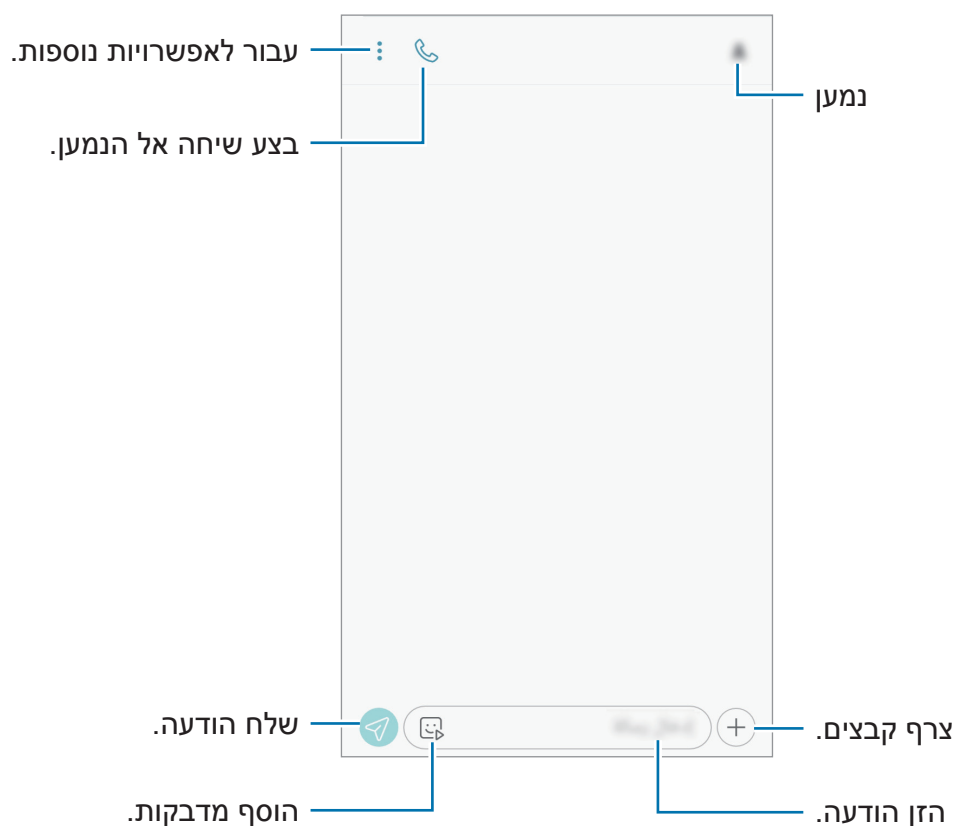 עבור לאפשרויות נוספות.
נמען
בצע שיחה אל הנמען.
שלח הודעה.
צרף קבצים.
הוסף מדבקות.
הזן הודעה.